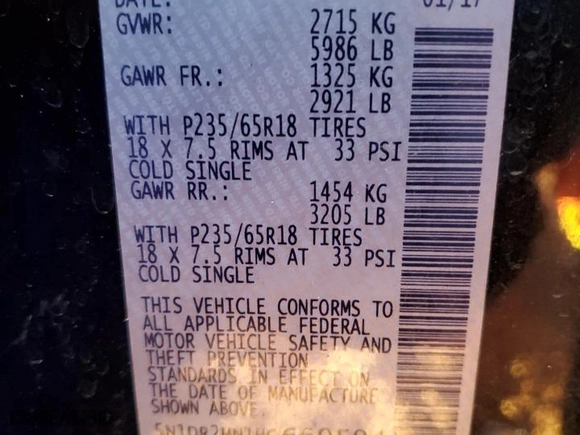 DATE: 01/17
GVWR: 2715 KG
5986 LB
GAWR FR.: 1325 KG
2921 LB
WITH P235/65R18 TIRES
18 X 7.5 RIMS AT 33 PSI
COLD SINGLE
GAWR RR.: 1454 KG
3205 LB
WITH P235/65R18 TIRES
18 X 7.5 RIMS AT 33 PSI
COLD SINGLE
THIS VEHICLE CONFORMS TO
ALL APPLICABLE FEDERAL
MOTOR VEHICLE SAFETY AND
THEFT PREVENTION
STANDARDS IN EFFECT ON
THE DATE OF MANUFACTURE
SHOWN ABOVE.